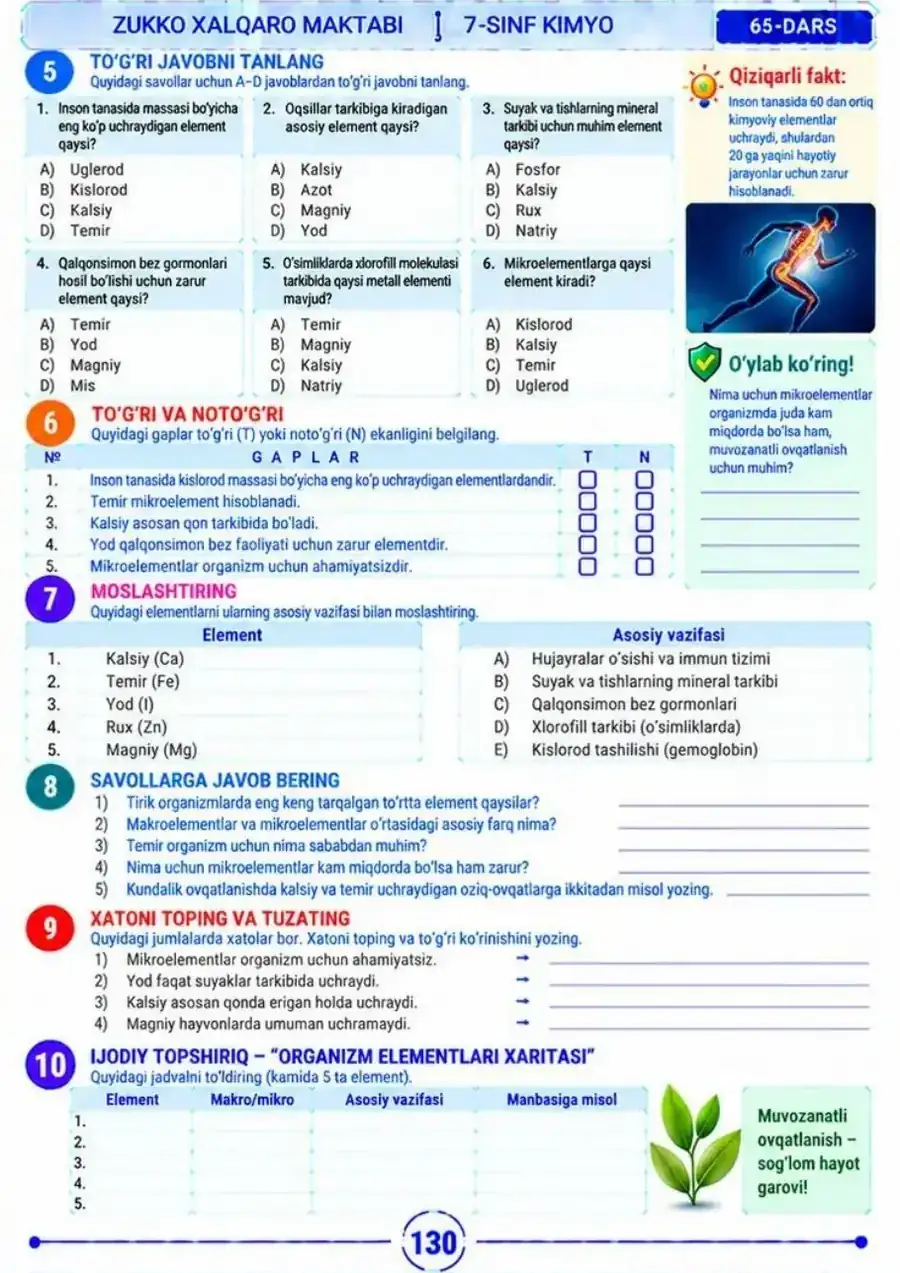 ZUKKO XALQARO MAKTABI 7-SINF KIMYO 65-DARS
5 TO‘G‘RI JAVOBNI TANLANG
Quyidagi savollar uchun A–D javoblardan to‘g‘ri javobni tanlang.
1. Inson tanasida massasi bo‘yicha
eng ko‘p uchraydigan element
qaysi?
A) Uglerod
B) Kislorod
C) Kalsiy
D) Temir
2. Oqsillar tarkibiga kiradigan
asosiy element qaysi?
A) Kalsiy
B) Azot
C) Magniy
D) Yod
3. Suyak va tishlarning mineral
tarkibi uchun muhim element
qaysi?
A) Fosfor
B) Kalsiy
C) Rux
D) Natriy
4. Qalqonsimon bez gormonlari
hosil bo‘lishi uchun zarur
element qaysi?
A) Temir
B) Yod
C) Magniy
D) Mis
5. O‘simliklarda xlorofill molekulasi
tarkibida qaysi metall elementi
mavjud?
A) Temir
B) Magniy
C) Kalsiy
D) Natriy
6. Mikroelementlarga qaysi
element kiradi?
A) Kislorod
B) Kalsiy
C) Temir
D) Uglerod
Qiziqarli fakt:
Inson tanasida 60 dan ortiq
kimyoviy elementlar
uchraydi, shulardan
20 ga yaqini hayotiy
jarayonlar uchun zarur
hisoblanadi.
O‘ylab ko‘ring!
Nima uchun mikroelementlar
organizmda juda kam
miqdorda bo‘lsa ham,
muvozanatli ovqatlanish
uchun muhim?
6 TO‘G‘RI VA NOTO‘G‘RI
Quyidagi gaplar to‘g‘ri (T) yoki noto‘g‘ri (N) ekanligini belgilang.
№ G A P L A R T N
1. Inson tanasida kislorod massasi bo‘yicha eng ko‘p uchraydigan elementlardandir.
2. Temir mikroelement hisoblanadi.
3. Kalsiy asosan qon tarkibida bo‘ladi.
4. Yod qalqonsimon bez faoliyati uchun zarur elementdir.
5. Mikroelementlar organizm uchun ahamiyatsizdir.
7 MOSLASHTIRING
Quyidagi elementlarni ularning asosiy vazifasi bilan moslashtiring.
Element
1. Kalsiy (Ca)
2. Temir (Fe)
3. Yod (I)
4. Rux (Zn)
5. Magniy (Mg)
Asosiy vazifasi
A) Hujayralar o‘sishi va immun tizimi
B) Suyak va tishlarning mineral tarkibi
C) Qalqonsimon bez gormonlari
D) Xlorofill tarkibi (o‘simliklarda)
E) Kislorod tashilishi (gemoglobin)
8 SAVOLLARGA JAVOB BERING
1) Tirik organizmlarda eng keng tarqalgan to‘rtta element qaysilar?
2) Makroelementlar va mikroelementlar o‘rtasidagi asosiy farq nima?
3) Temir organizm uchun nima sababdan muhim?
4) Nima uchun mikroelementlar kam miqdorda bo‘lsa ham zarur?
5) Kundalik ovqatlanishda kalsiy va temir uchraydigan oziq-ovqatlarga ikkitadan misol yozing.
9 XATONI TOPING VA TUZATING
Quyidagi jumlalarda xatolar bor. Xatoni toping va to‘g‘ri ko‘rinishini yozing.
1) Mikroelementlar organizm uchun ahamiyatsiz. →
2) Yod faqat suyaklar tarkibida uchraydi. →
3) Kalsiy asosan qonda erigan holda uchraydi. →
4) Magniy hayvonlarda umuman uchramaydi. →
10 IJODIY TOPSHIRIQ – “ORGANIZM ELEMENTLARI XARITASI”
Quyidagi jadvalni to‘ldiring (kamida 5 ta element).
Element Makro/mikro Asosiy vazifasi Manbasiga misol
1.
2.
3.
4.
5.
Muvozanatli
ovqatlanish –
sog‘lom hayot
garovi!
130